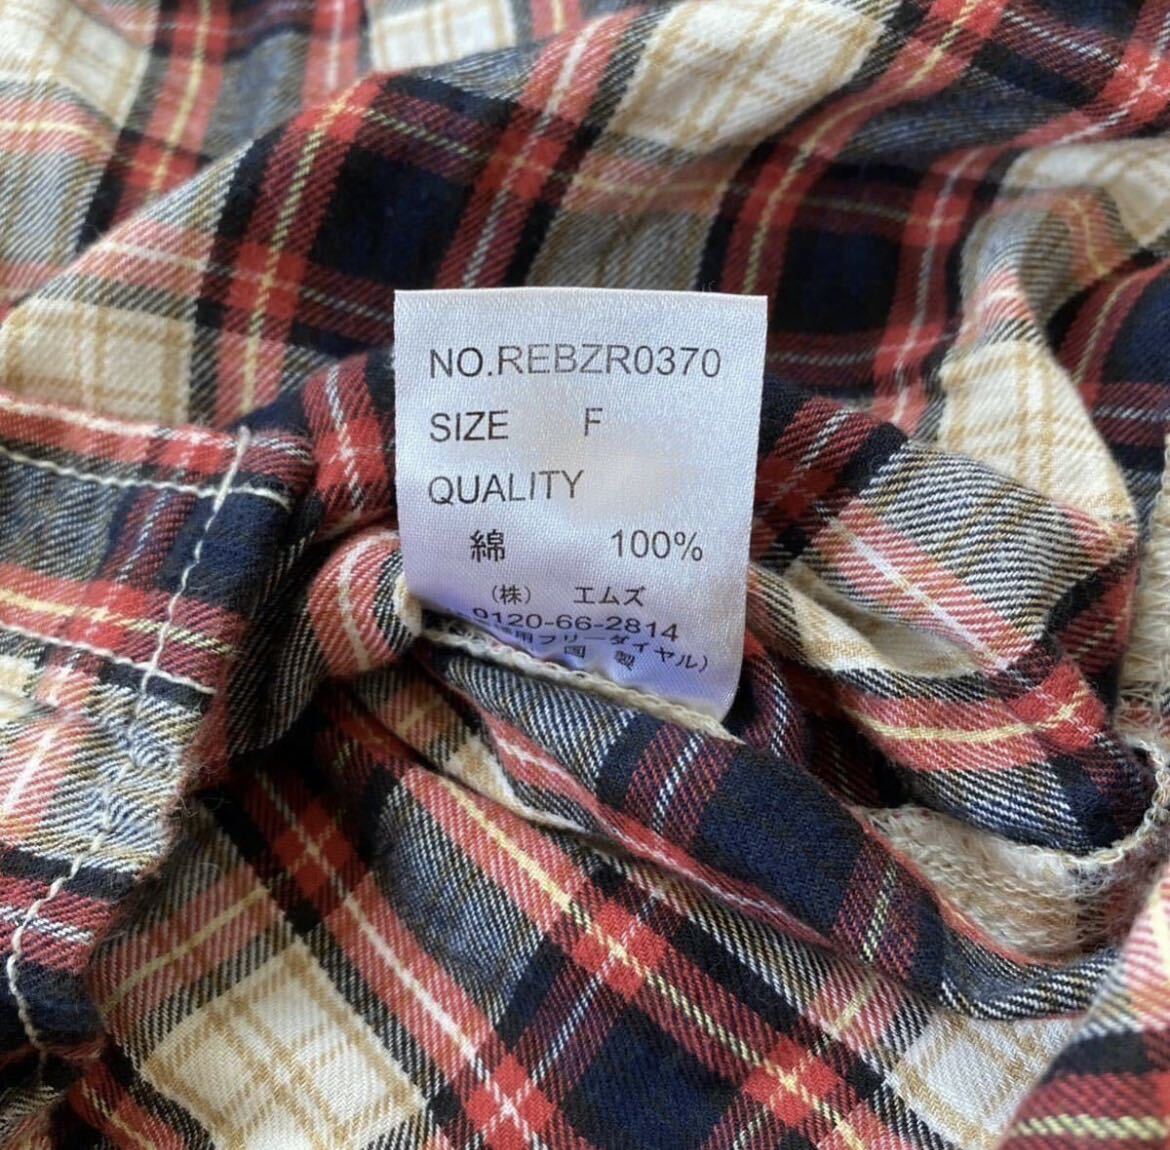 NO.REBZR0370
SIZE F
QUALITY
綿 100%
(株) エムズ
0120-66-2814
用フリーダイヤル)
国 製